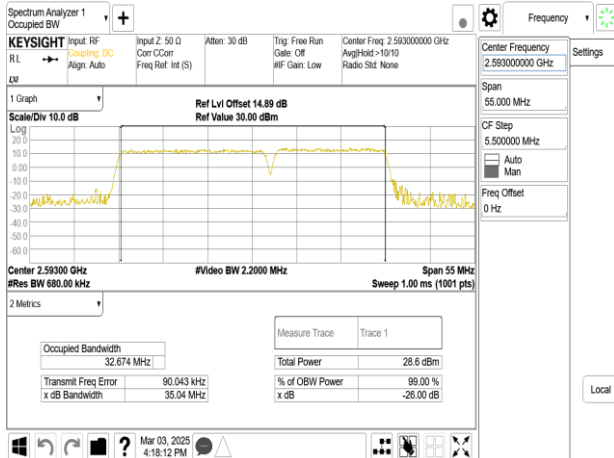 Spectrum Analyzer 1
Occupied BW
+
Frequency
KEYSIGHT
RL
LXI
Input: RF
Coupling: DC
Align: Auto
Input Z: 50 Ω
Corr CCorr
Freq Ref: Int (S)
Atten: 30 dB
Trig: Free Run
Gate: Off
#IF Gain: Low
Center Freq: 2.593000000 GHz
Avg|Hold:>10/10
Radio Std: None
Center Frequency
2.593000000 GHz
Settings
Span
55.000 MHz
CF Step
5.500000 MHz
Auto
Man
Freq Offset
0 Hz
Local
1 Graph
Scale/Div 10.0 dB
Ref Lvl Offset 14.89 dB
Ref Value 30.00 dBm
Log
20.0
10.0
0.00
-10.0
-20.0
-30.0
-40.0
-50.0
-60.0
Center 2.59300 GHz
#Res BW 680.00 kHz
#Video BW 2.2000 MHz
Span 55 MHz
Sweep 1.00 ms (1001 pts)
2 Metrics
Measure Trace Trace 1
Occupied Bandwidth
32.674 MHz
Total Power 28.6 dBm
Transmit Freq Error 90.043 kHz
% of OBW Power 99.00 %
x dB Bandwidth 35.04 MHz
x dB -26.00 dB
?
Mar 03, 2025
4:18:12 PM